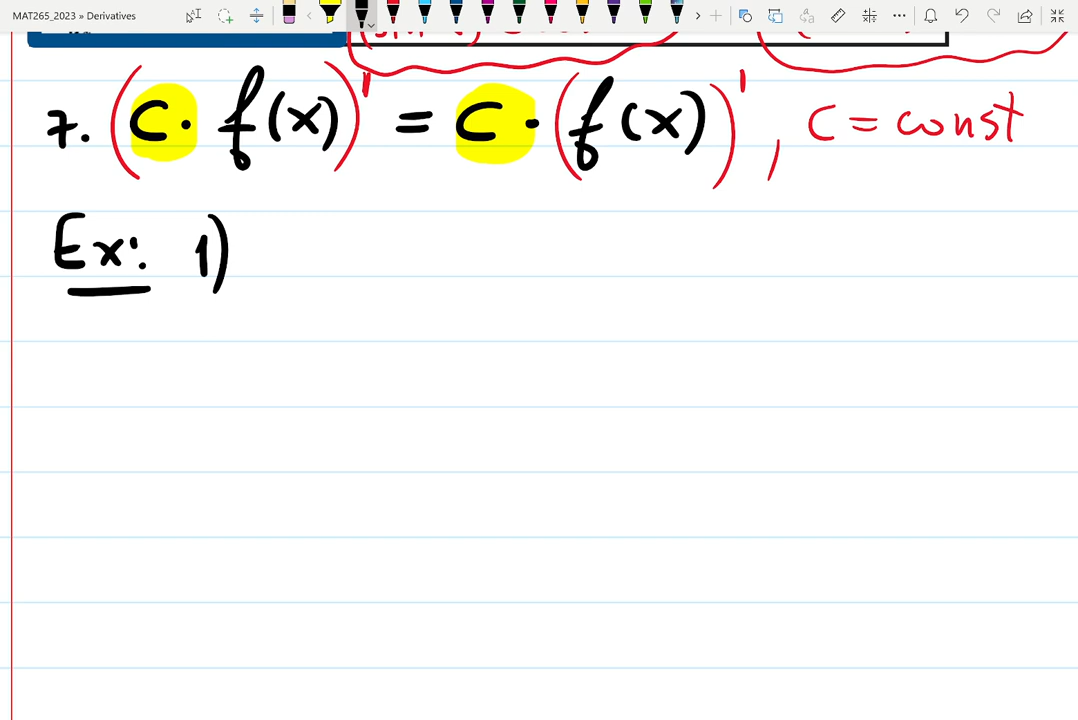 MAT265_2023 » Derivatives
7. (C · f(x))' = C · (f(x))', C = const
Ex: 1)